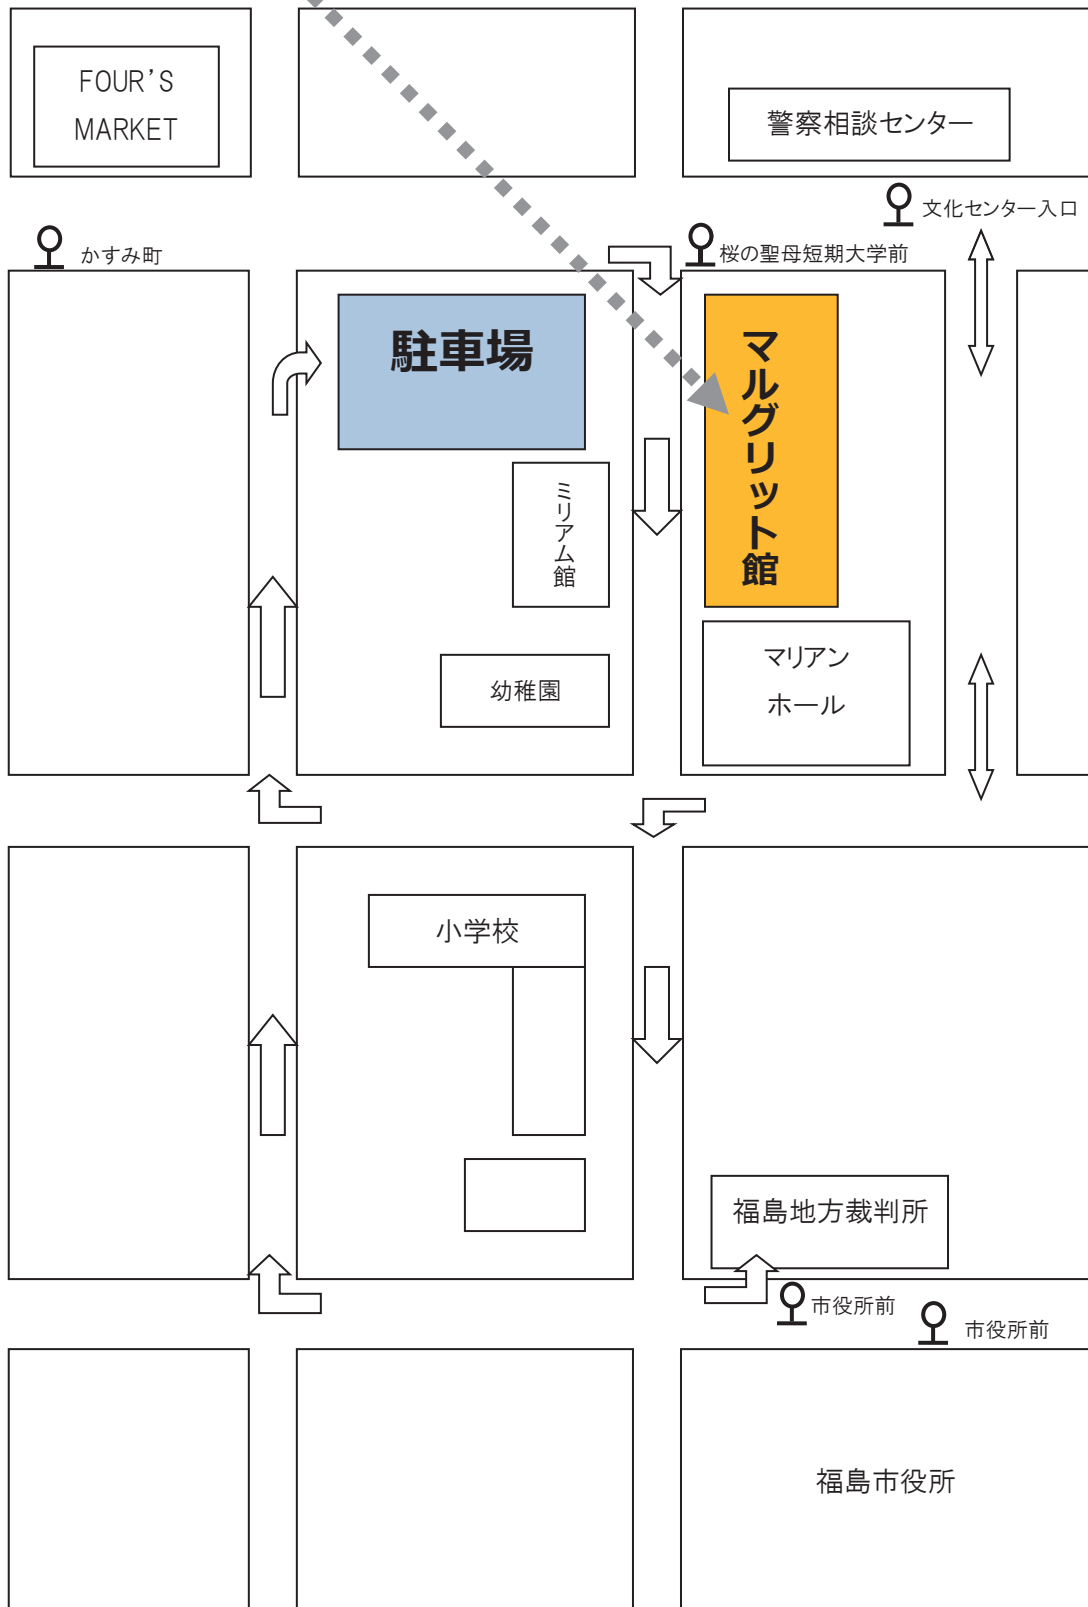 FOUR'S
MARKET
警察相談センター
文化センター入口
かすみ町
桜の聖母短期大学前
駐車場
マルグリット館
ミリアム館
マリアン
ホール
幼稚園
小学校
福島地方裁判所
市役所前
市役所前
福島市役所